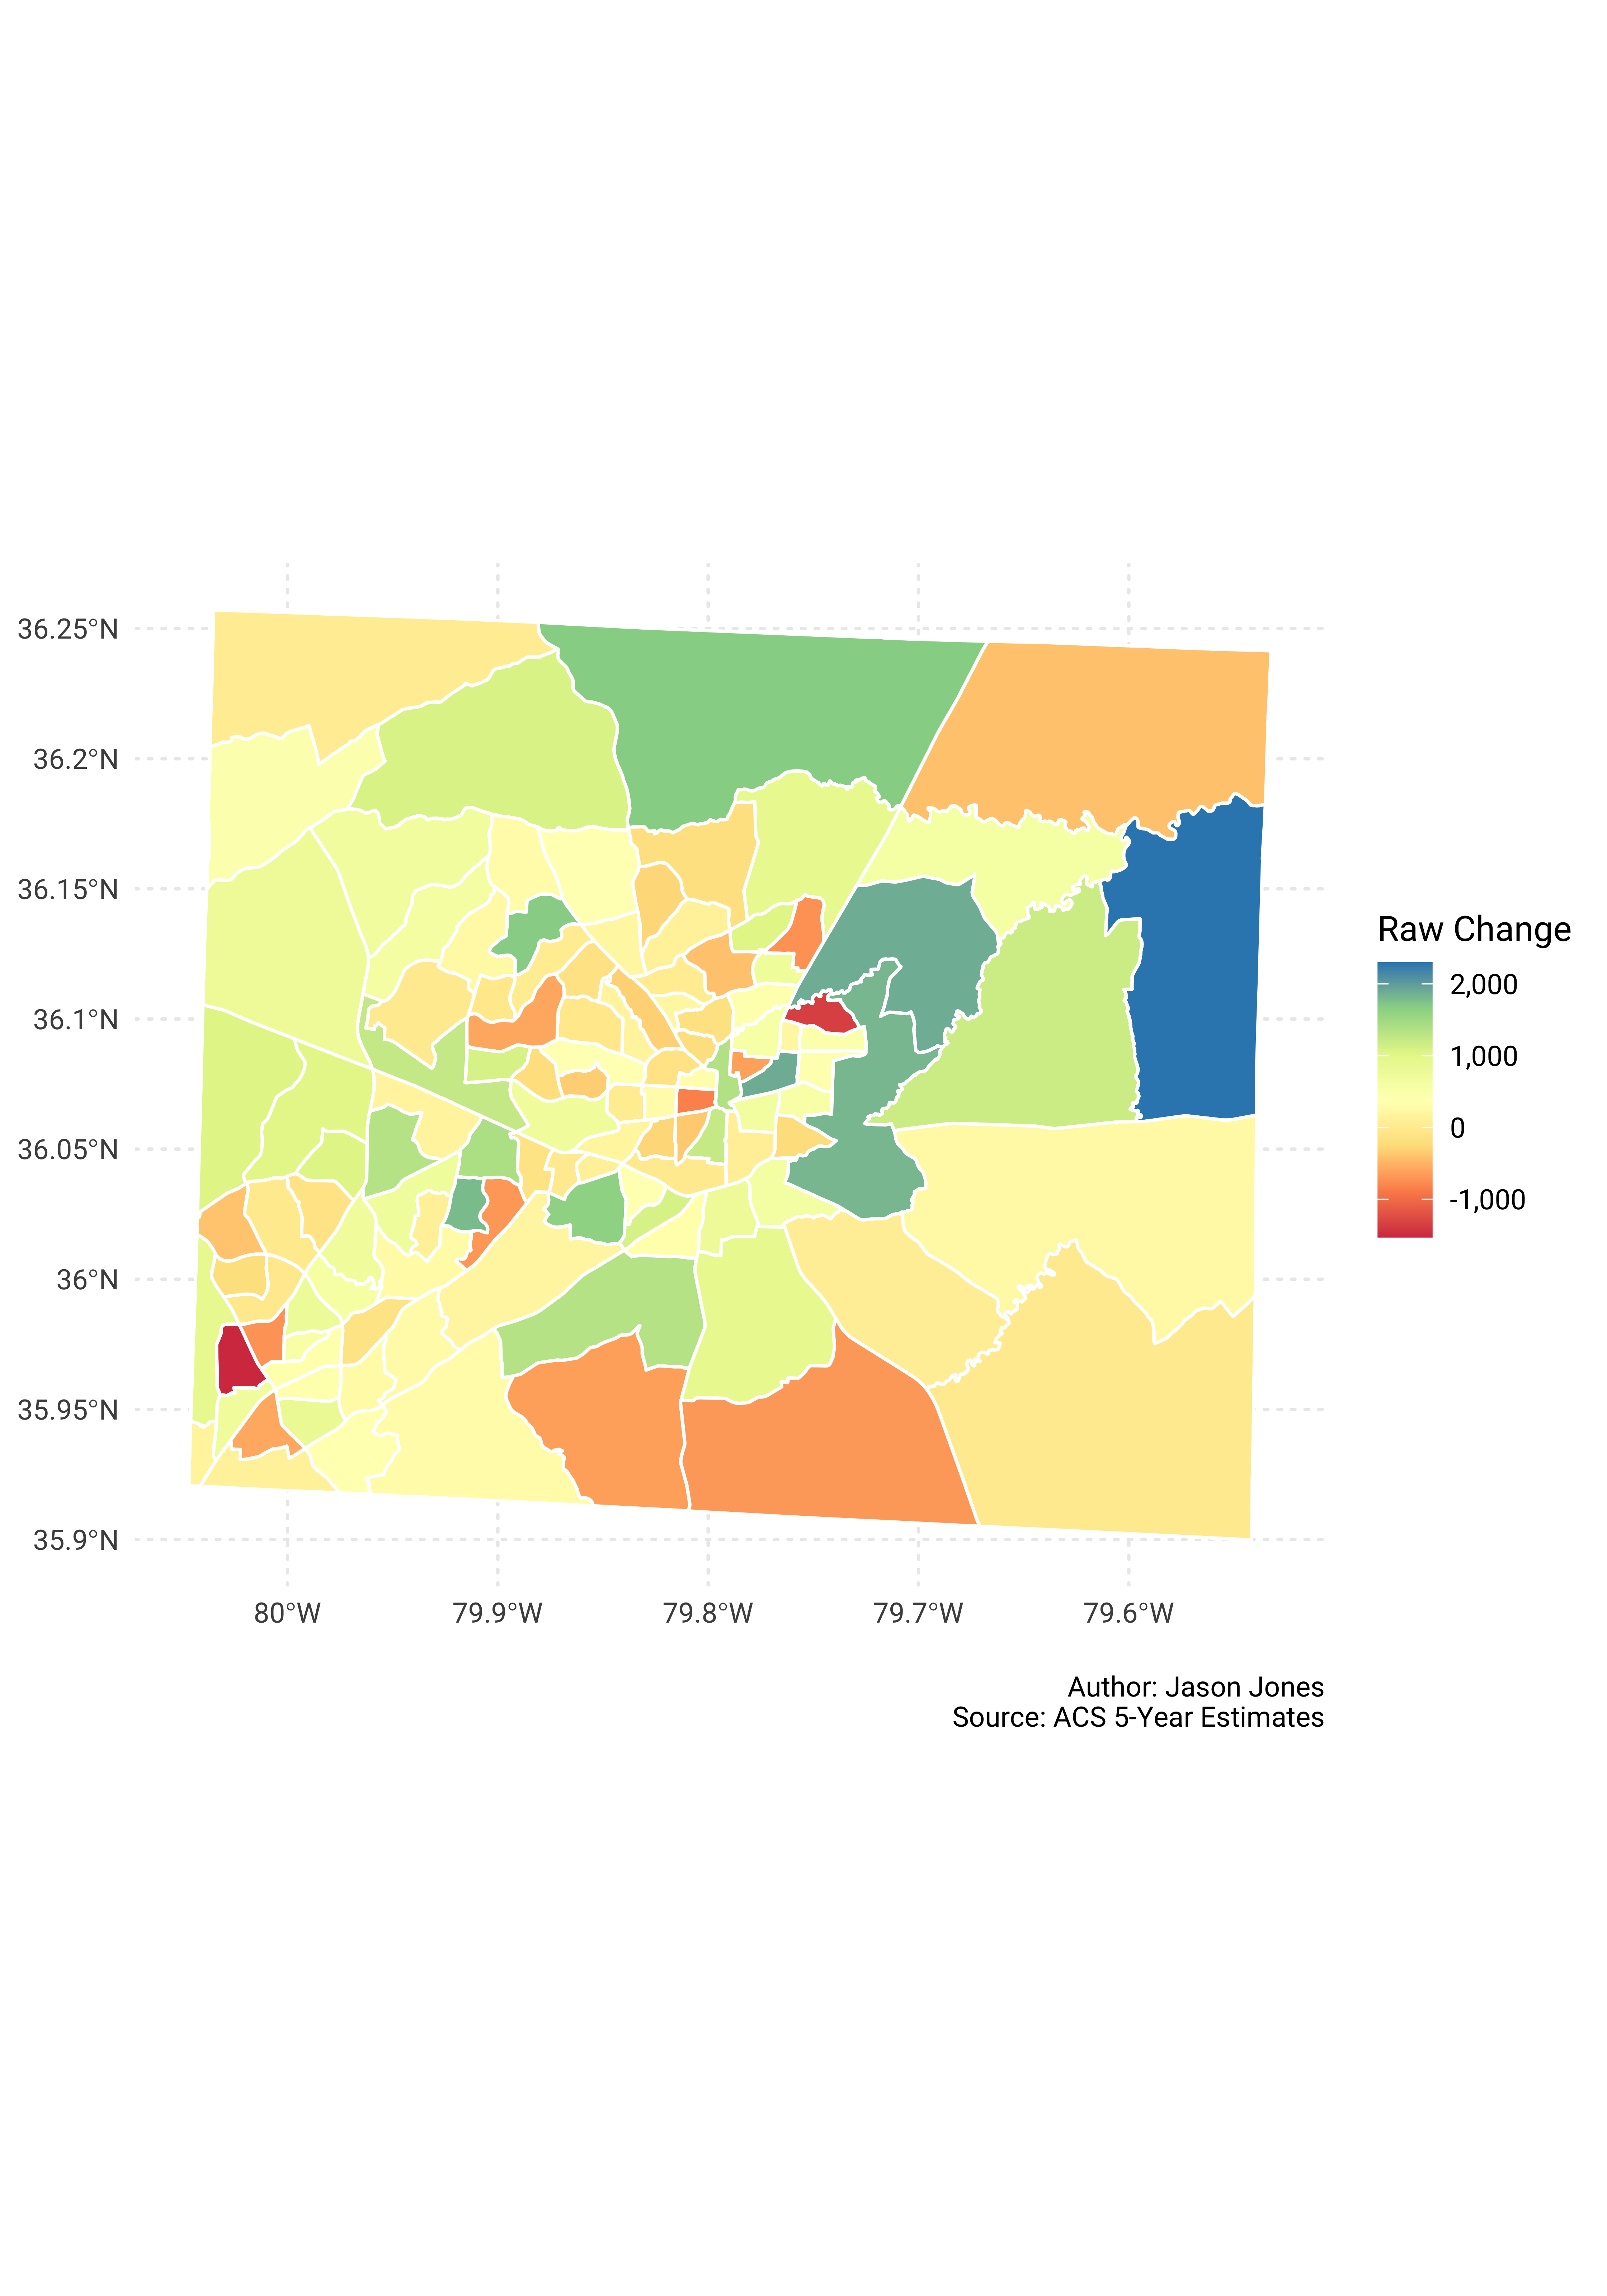 36.25°N
36.2°N
36.15°N
36.1°N
36.05°N
36°N
35.95°N
35.9°N
80°W
79.9°W
79.8°W
79.7°W
79.6°W
Raw Change
2,000
1,000
0
-1,000
Author: Jason Jones
Source: ACS 5-Year Estimates